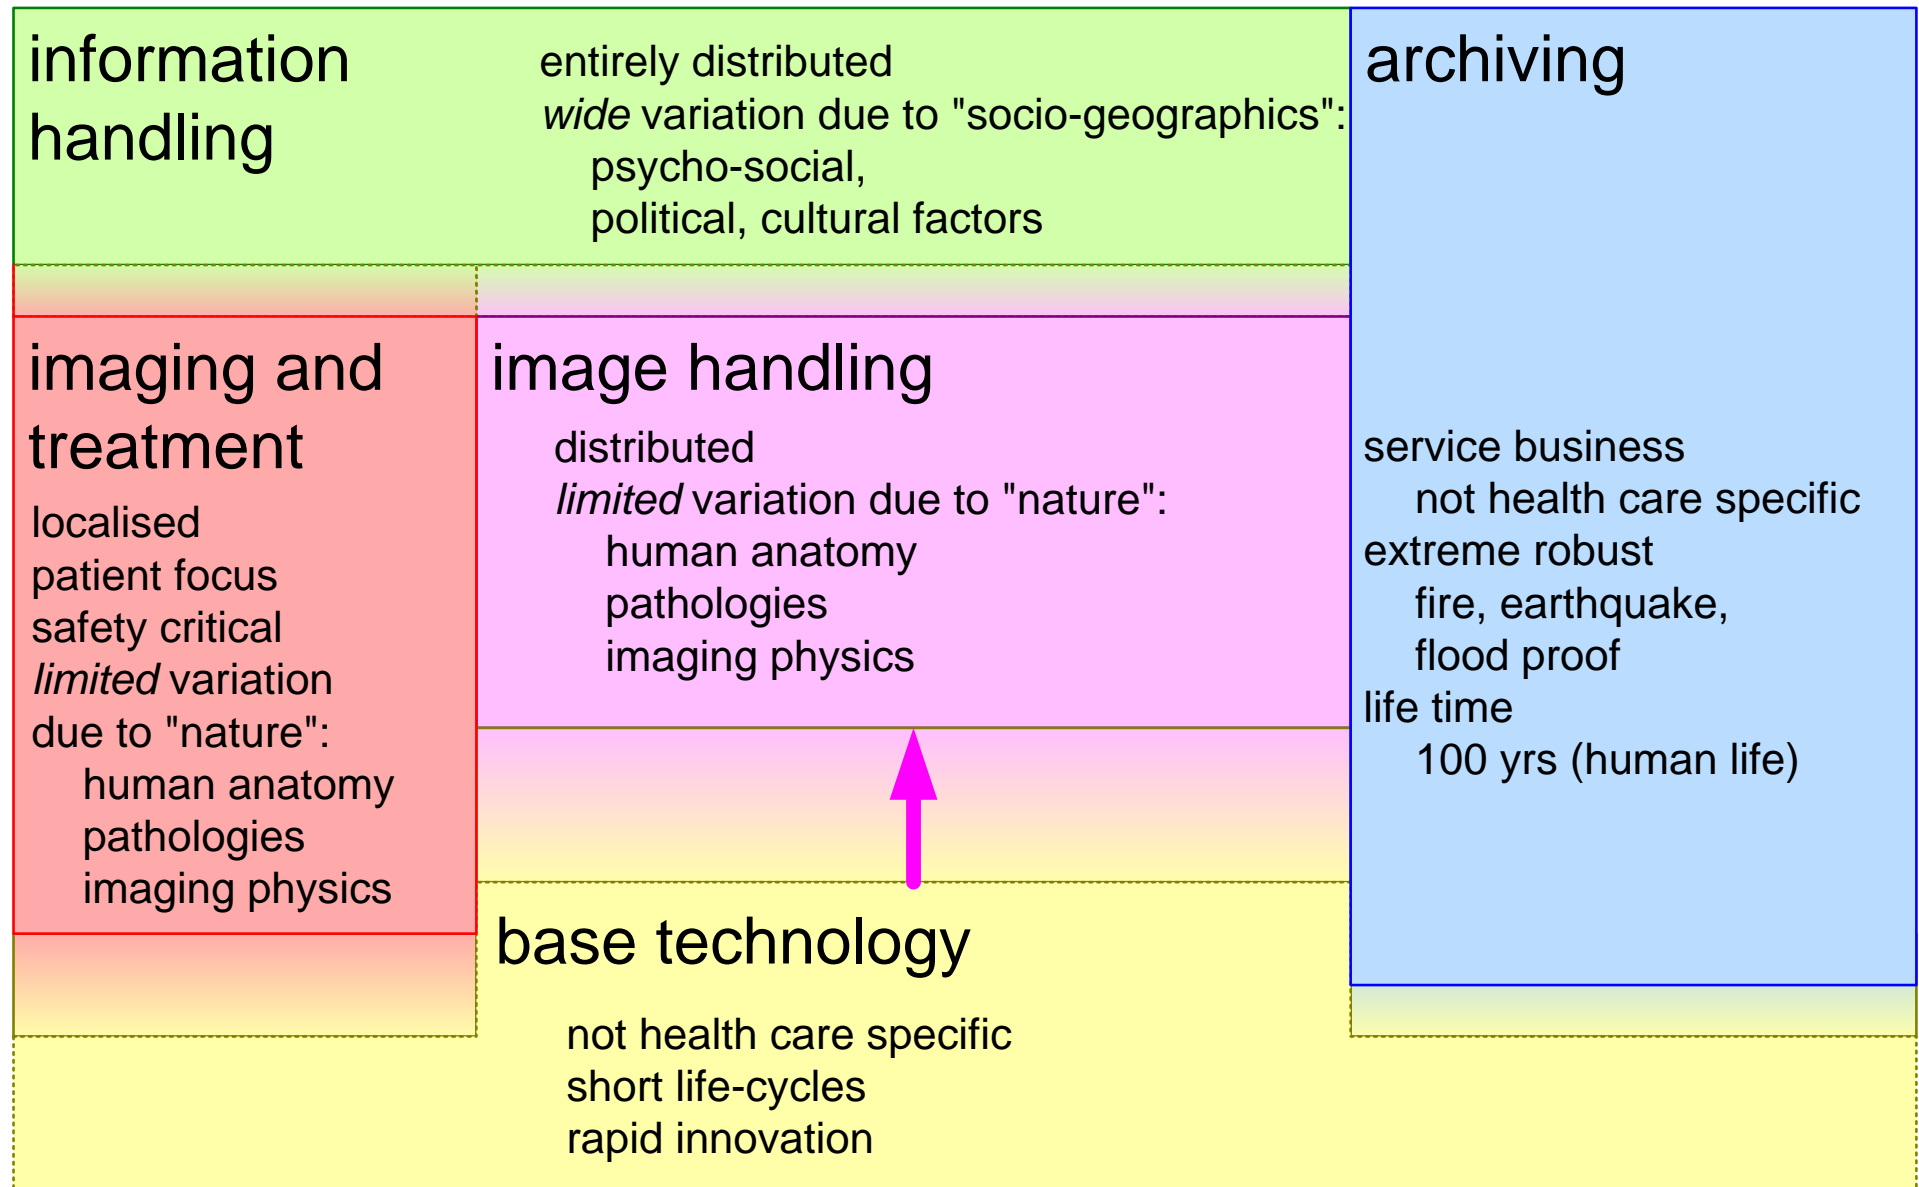 information
handling
entirely distributed
wide variation due to "socio-geographics":
psycho-social,
political, cultural factors
archiving
service business
not health care specific
extreme robust
fire, earthquake,
flood proof
life time
100 yrs (human life)
imaging and
treatment
localised
patient focus
safety critical
limited variation
due to "nature":
human anatomy
pathologies
imaging physics
image handling
distributed
limited variation due to "nature":
human anatomy
pathologies
imaging physics
base technology
not health care specific
short life-cycles
rapid innovation